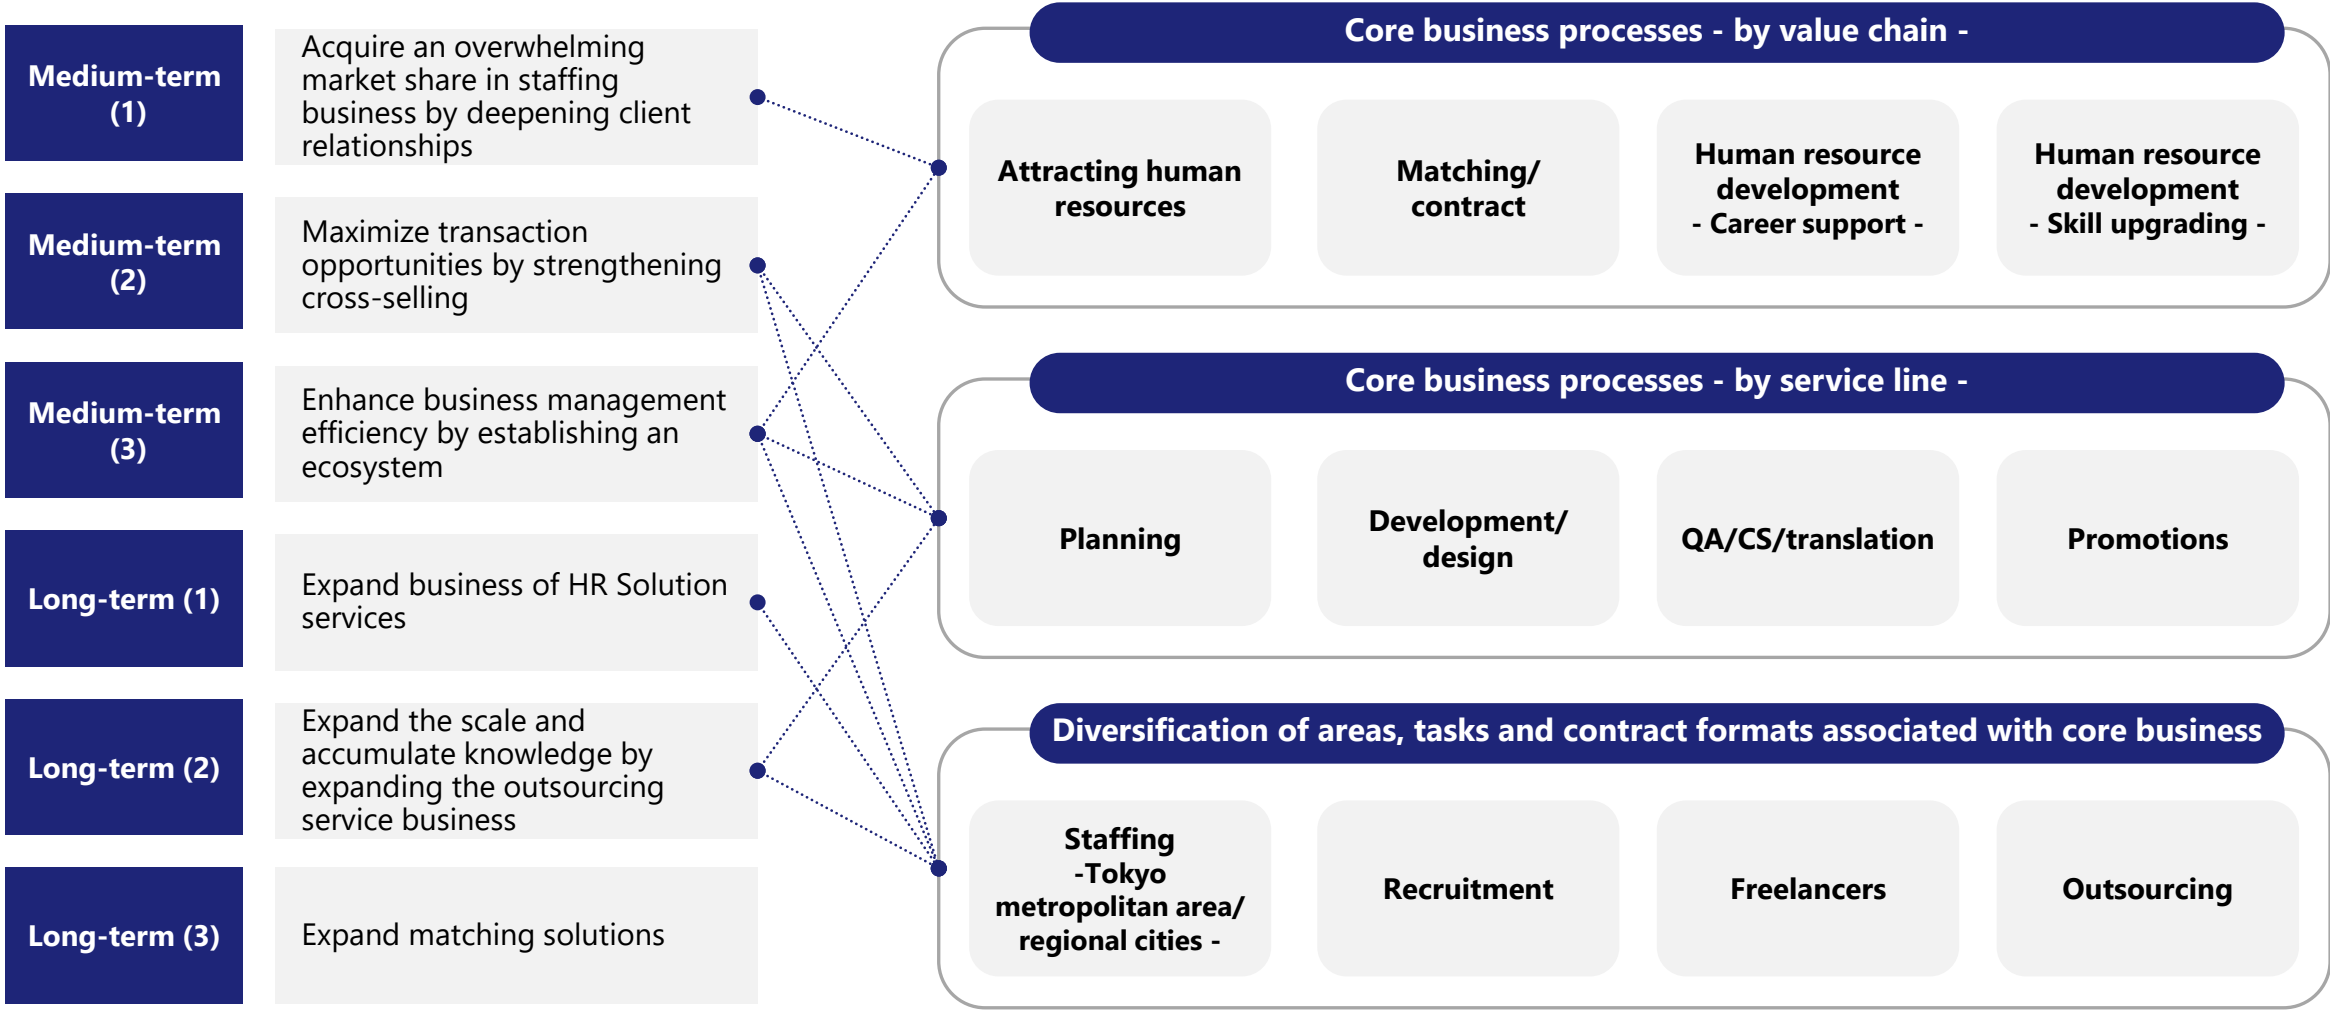 Medium-term
(1)
Acquire an overwhelming
market share in staffing
business by deepening client
relationships
Medium-term
(2)
Maximize transaction
opportunities by strengthening
cross-selling
Medium-term
(3)
Enhance business management
efficiency by establishing an
ecosystem
Long-term (1)
Expand business of HR Solution
services
Long-term (2)
Expand the scale and
accumulate knowledge by
expanding the outsourcing
service business
Long-term (3)
Expand matching solutions
Core business processes - by value chain -
Attracting human
resources
Matching/
contract
Human resource
development
- Career support -
Human resource
development
- Skill upgrading -
Core business processes - by service line -
Planning
Development/
design
QA/CS/translation
Promotions
Diversification of areas, tasks and contract formats associated with core business
Staffing
-Tokyo
metropolitan area/
regional cities -
Recruitment
Freelancers
Outsourcing